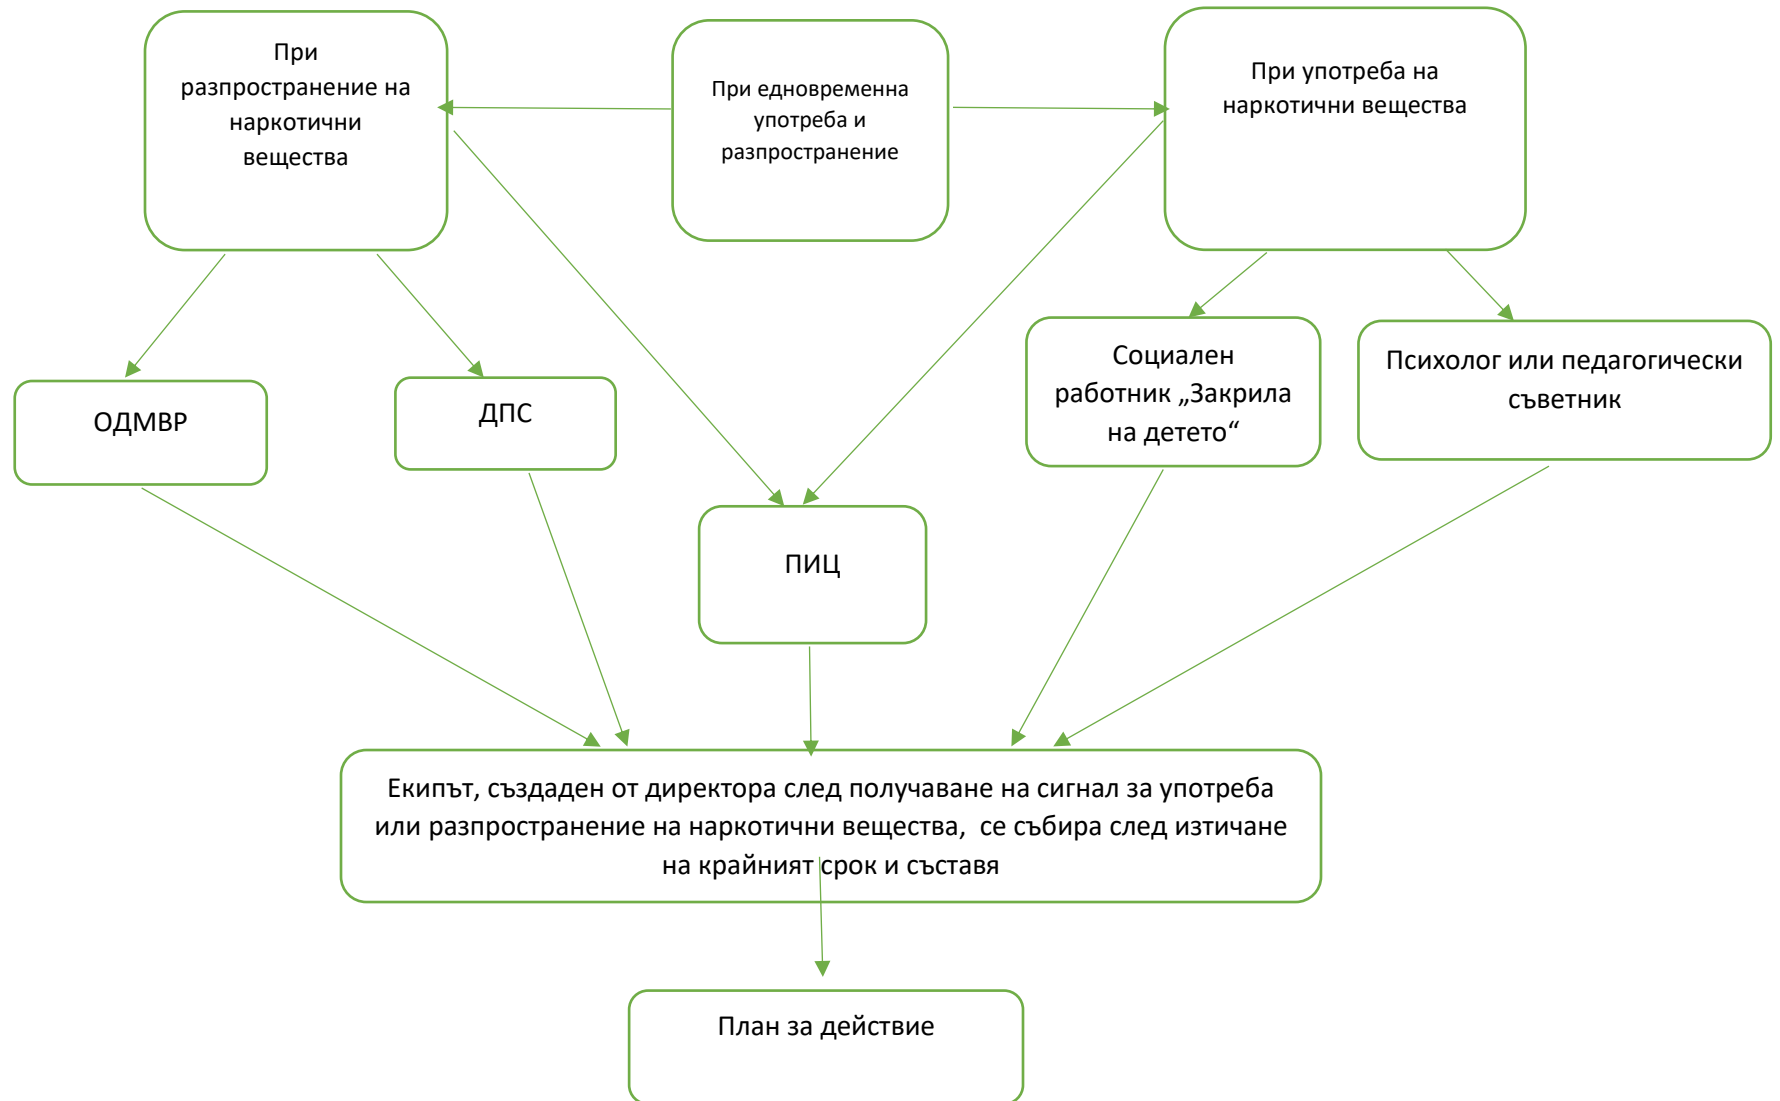 При
разпространение на
наркотични
вещества
При едновременна
употреба и
разпространение
При употреба на
наркотични вещества
ОДМВР
ДПС
Социален
работник „Закрила
на детето“
Психолог или педагогически
съветник
ПИЦ
Екипът, създаден от директора след получаване на сигнал за употреба
или разпространение на наркотични вещества,  се събира след изтичане
на крайният срок и съставя
План за действие